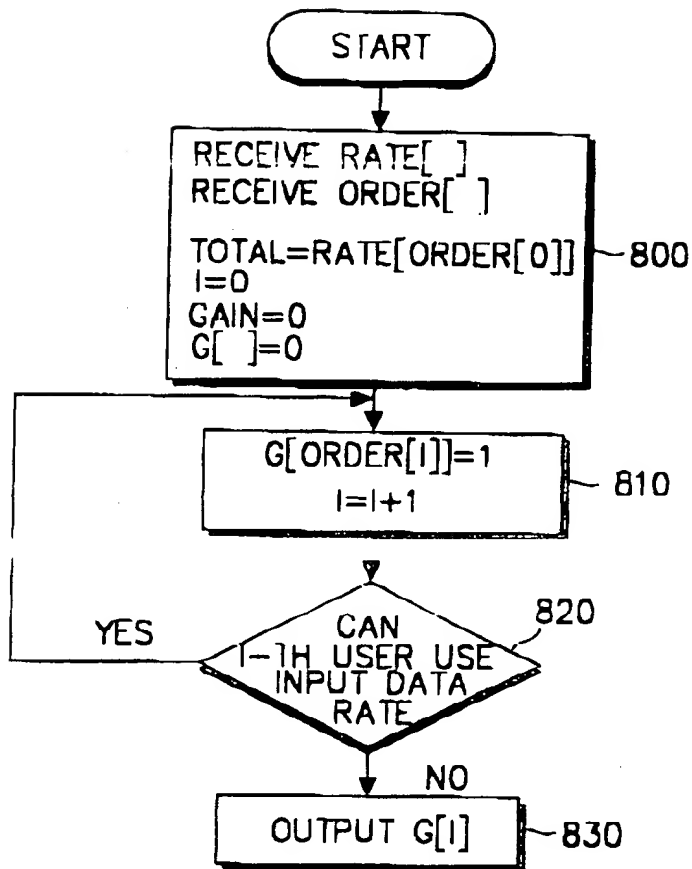 START
RECEIVE RATE[ ]
RECEIVE ORDER[ ]
TOTAL=RATE[ORDER[0]]
I=0
GAIN=0
G[ ]=0
800
G[ORDER[I]]=1
I=I+1
810
820
YES
CAN
I-TH USER USE
INPUT DATA
RATE
NO
OUTPUT G[I]
830